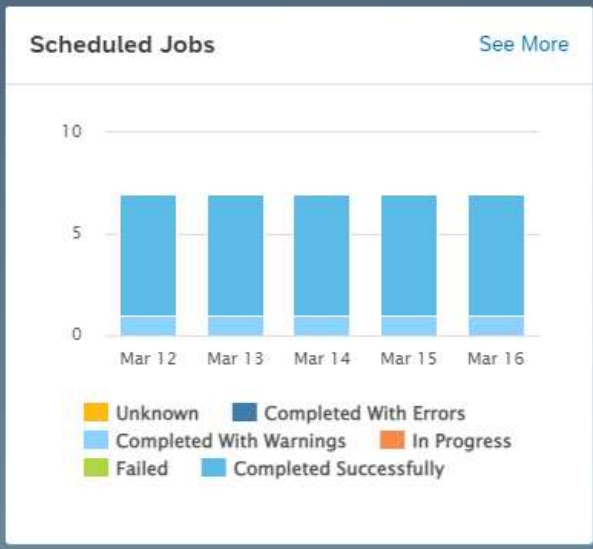 Scheduled Jobs See More
10
5
0
Mar 12 Mar 13 Mar 14 Mar 15 Mar 16
Unknown Completed With Errors
Completed With Warnings In Progress
Failed Completed Successfully